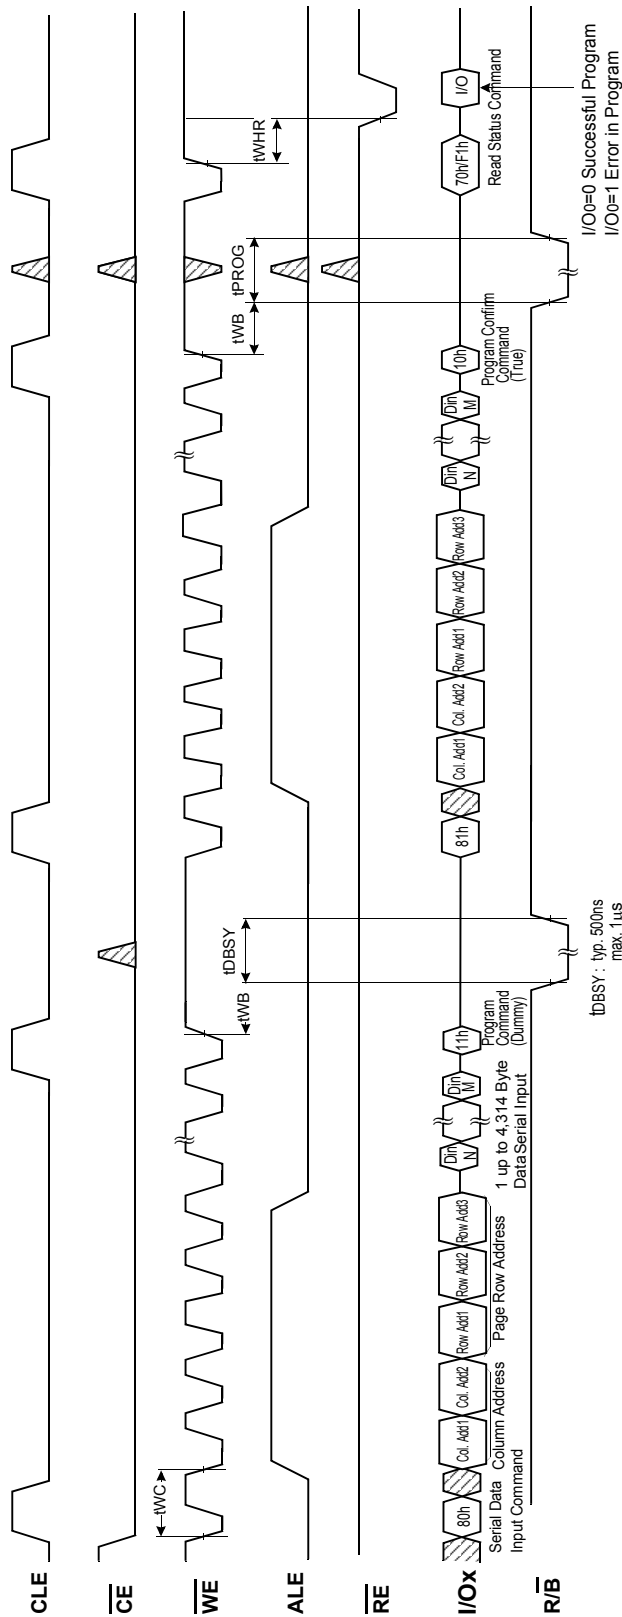 CLE
CE
WE
tWC
tWB
tDBSY
tWB
tPROG
tWHR
ALE
RE
I/Ox
80h
Col. Add1
Col. Add2
Row Add1
Row Add2
Row Add3
Din
N
Din
M
11h
81h
Col. Add1
Col. Add2
Row Add1
Row Add2
Row Add3
Din
N
Din
M
10h
70h/F1h
I/O
Serial Data
Input Command
Column Address
Page Row Address
1 up to 4,314 Byte
DataSerial Input
Program
Command
(Dummy)
Program Confirm
Command
(True)
Read Status Command
R/B
tDBSY : typ. 500ns
max. 1µs
I/O0=0 Successful Program
I/O0=1 Error in Program